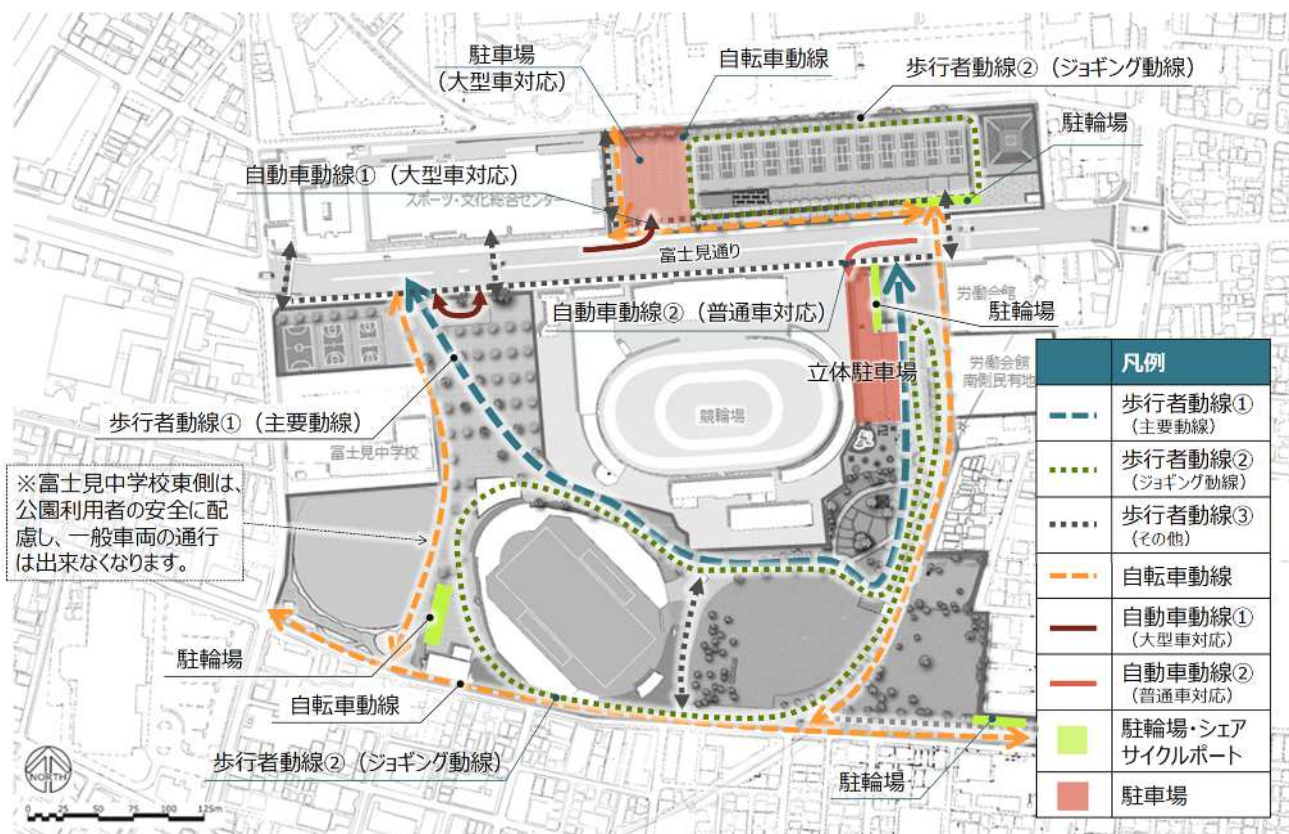 駐車場
（大型車対応）
自転車動線
歩行者動線②（ジョギング動線）
駐輪場
自動車動線①（大型車対応）
スポーツ・文化総合センター
富士見通り
自動車動線②（普通車対応）
労働会館
駐輪場
労働会館
南側民有地
立体駐車場
競輪場
歩行者動線①（主要動線）
富士見中学校
※富士見中学校東側は、
公園利用者の安全に配
慮し、一般車両の通行
は出来なくなります。
駐輪場
自転車動線
歩行者動線②（ジョギング動線）
駐輪場
凡例
歩行者動線①
（主要動線）
歩行者動線②
（ジョギング動線）
歩行者動線③
（その他）
自転車動線
自動車動線①
（大型車対応）
自動車動線②
（普通車対応）
駐輪場・シェア
サイクルポート
駐車場
NORTH
0 25 50 75 100 125m